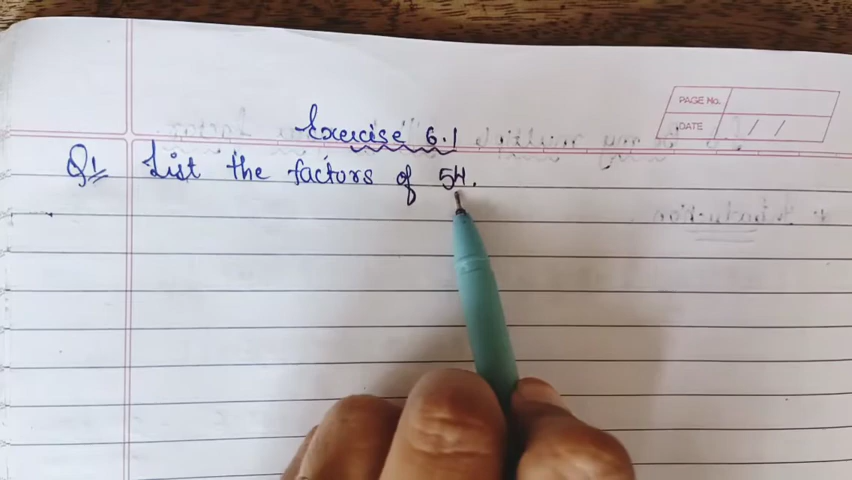 PAGE No.
DATE / /
Exercise 6.1
Q1 List the factors of 54.